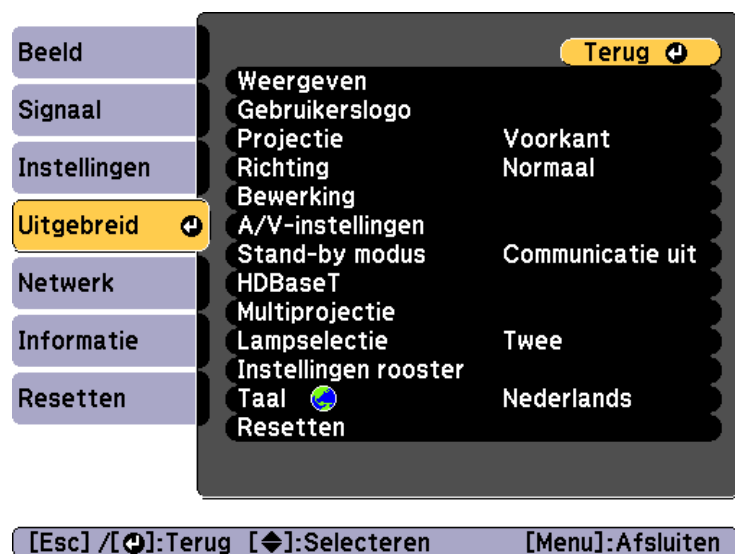 Beeld
Signaal
Instellingen
Uitgebreid
Netwerk
Informatie
Resetten
Terug
Weergeven
Gebruikerslogo
Projectie Voorkant
Richting Normaal
Bewerking
A/V-instellingen
Stand-by modus Communicatie uit
HDBaseT
Multiprojectie
Lampselectie Twee
Instellingen rooster
Taal Nederlands
Resetten
[Esc] /[⏎]:Terug [◆]:Selecteren [Menu]:Afsluiten